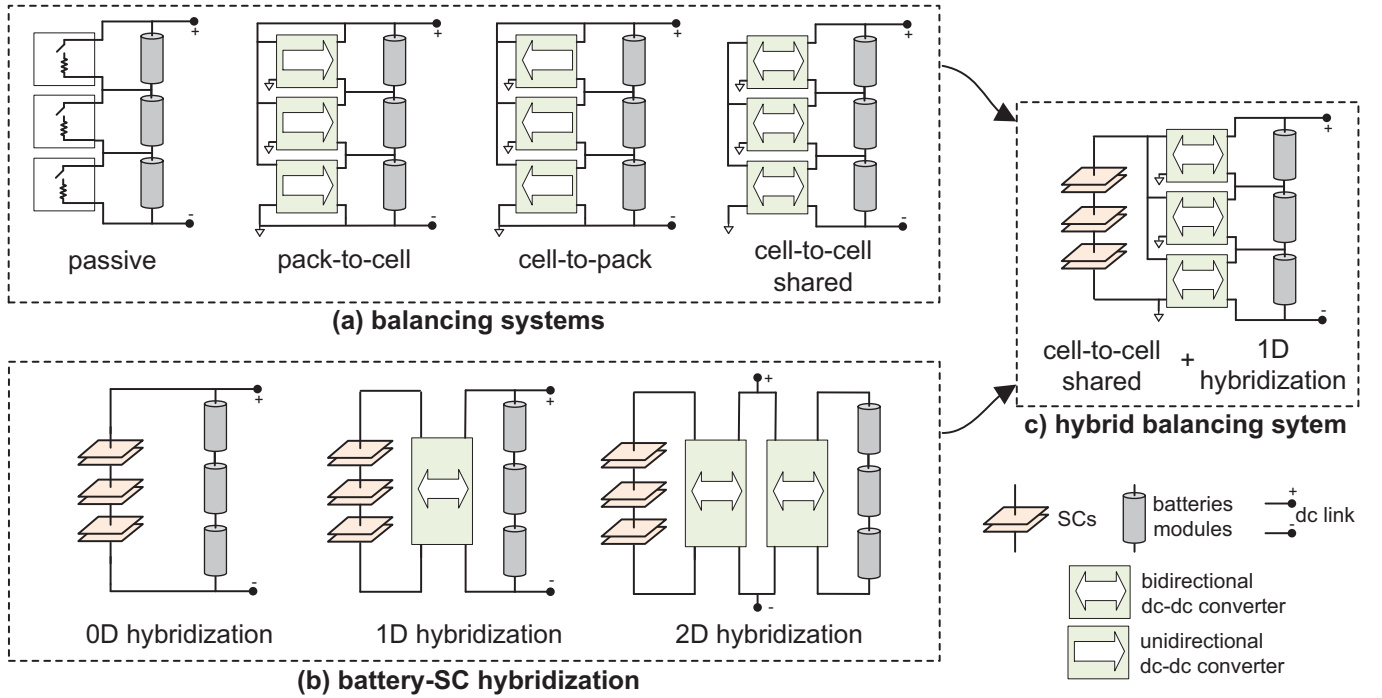 passive
pack-to-cell
cell-to-pack
cell-to-cell
shared
+
-
+
-
+
-
+
-
(a) balancing systems
0D hybridization
1D hybridization
2D hybridization
+
-
+
-
+
-
(b) battery-SC hybridization
+
-
cell-to-cell
shared
+
1D
hybridization
c) hybrid balancing sytem
SCs
batteries
modules
+
-
dc link
bidirectional
dc-dc converter
unidirectional
dc-dc converter